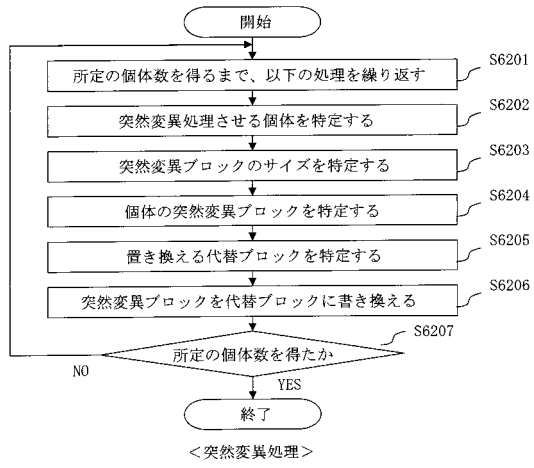 開始
S6201
所定の個体数を得るまで、以下の処理を繰り返す
S6202
突然変異処理させる個体を特定する
S6203
突然変異ブロックのサイズを特定する
S6204
個体の突然変異ブロックを特定する
S6205
置き換える代替ブロックを特定する
S6206
突然変異ブロックを代替ブロックに書き換える
S6207
所定の個体数を得たか
NO
YES
終了
<突然変異処理>